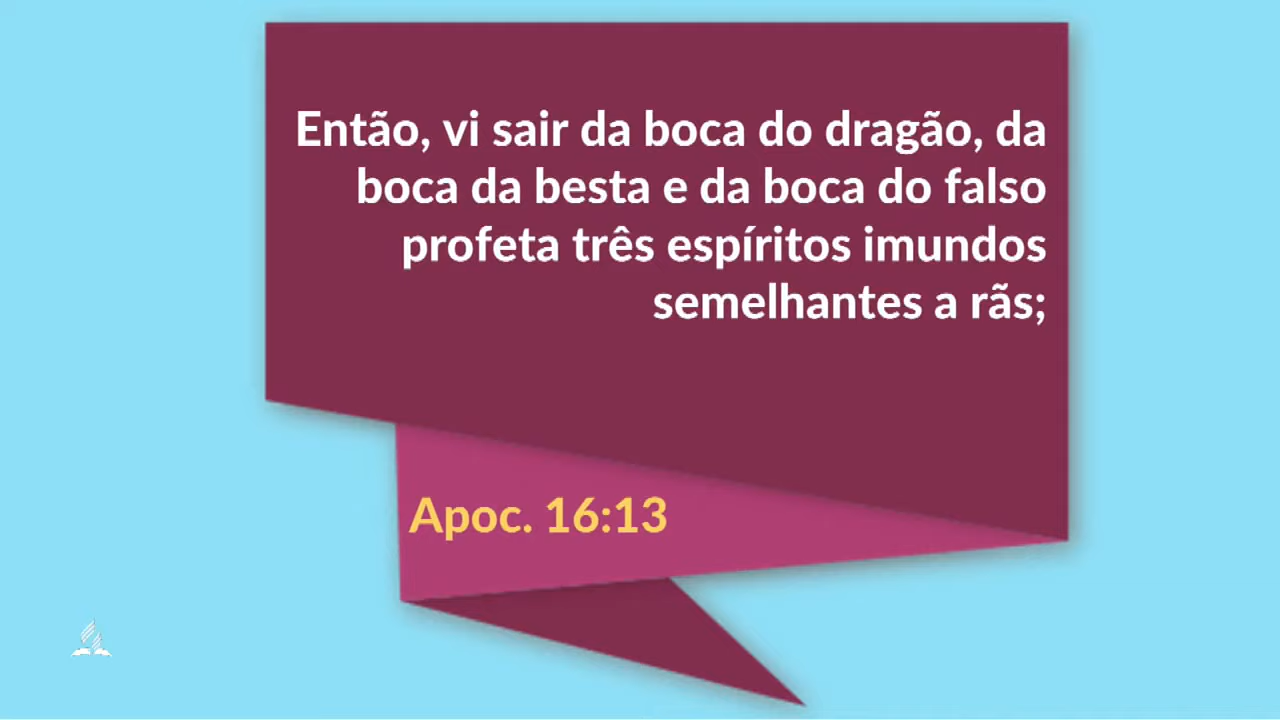 Então, vi sair da boca do dragão, da
boca da besta e da boca do falso
profeta três espíritos imundos
semelhantes a rãs;
Apoc. 16:13